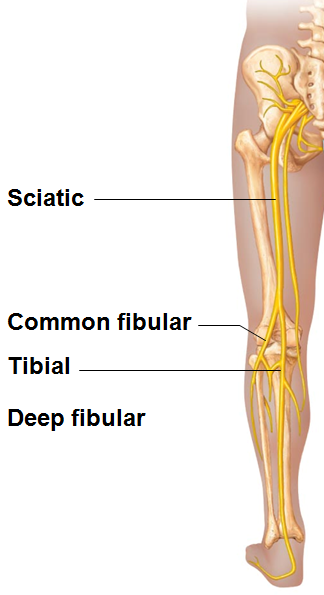 Sciatic
Common fibular
Tibial
Deep fibular